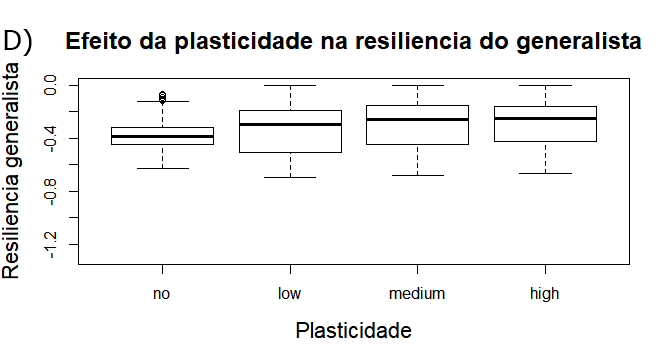 D) Efeito da plasticidade na resiliencia do generalista
Resiliencia generalista
0.0
-0.4
-0.8
-1.2
no low medium high
Plasticidade